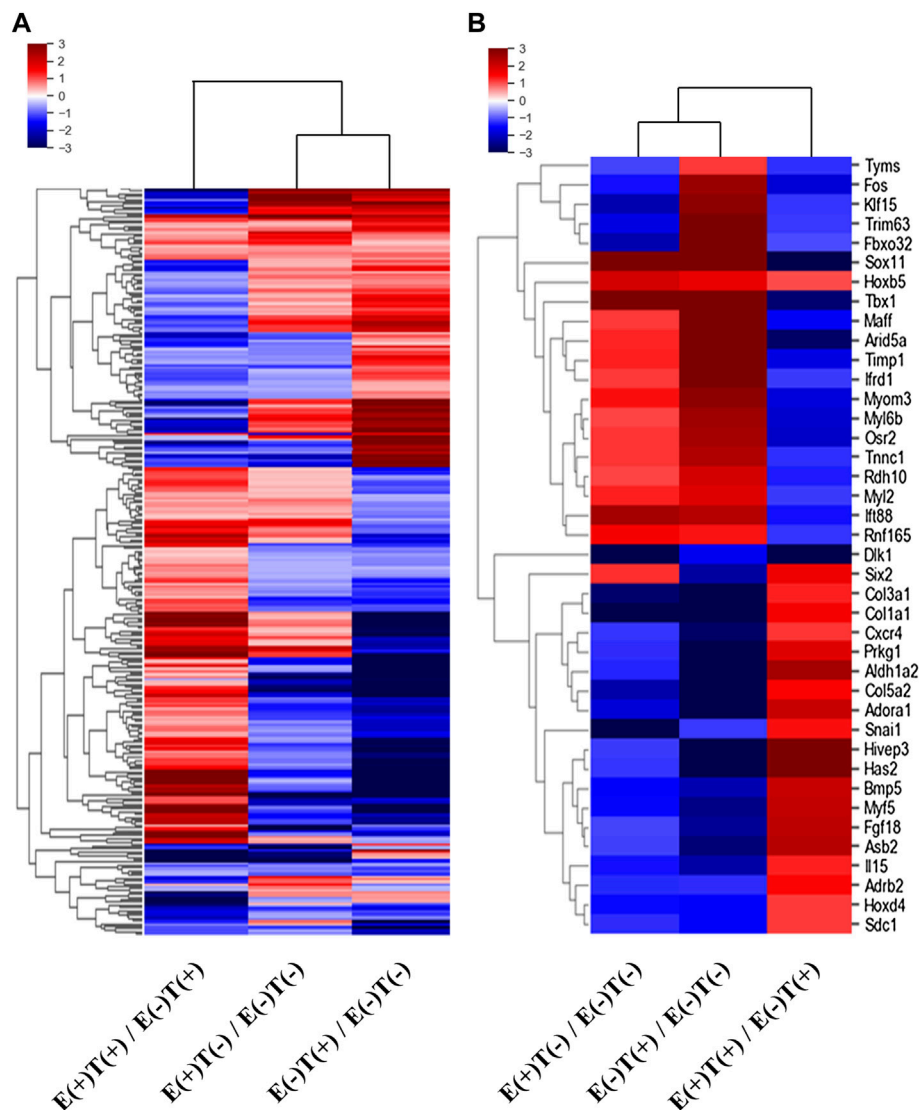 A
B
3
2
1
0
−1
−2
−3
3
2
1
0
−1
−2
−3
Tyms
Fos
Klf15
Trim63
Fbxo32
Sox11
Hoxb5
Tbx1
Maff
Arid5a
Timp1
Ifrd1
Myom3
Myl6b
Osr2
Tnnc1
Rdh10
Myl2
Ift88
Rnf165
Dlk1
Six2
Col3a1
Col1a1
Cxcr4
Prkg1
Aldh1a2
Col5a2
Adora1
Snai1
Hivep3
Has2
Bmp5
Myf5
Fgf18
Asb2
Il15
Adrb2
Hoxd4
Sdc1
E(+)T(+) / E(-)T(+)
E(+)T(-) / E(-)T(-)
E(-)T(+) / E(-)T(-)
E(+)T(-) / E(-)T(-)
E(-)T(+) / E(-)T(-)
E(+)T(+) / E(-)T(+)